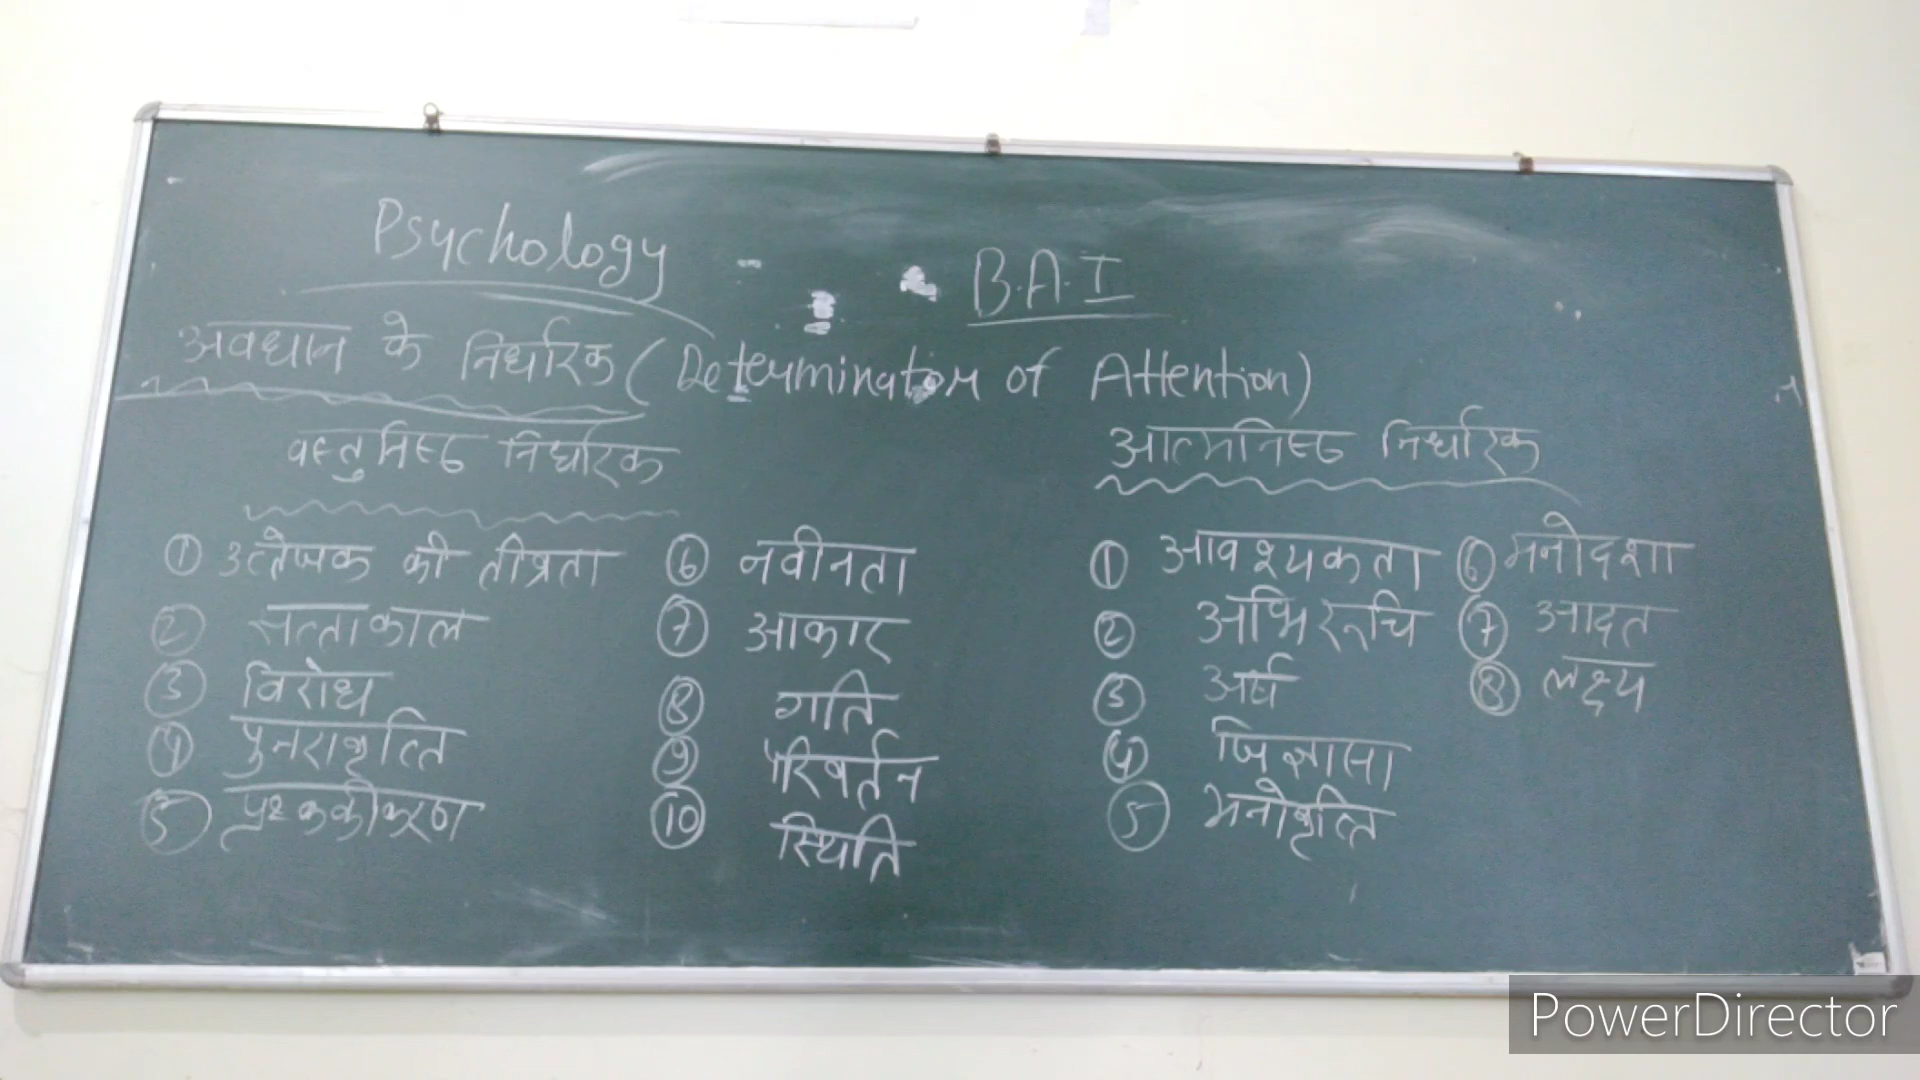 Psychology - B.A.I
अवधान के निर्धारक (Determination of Attention)
वस्तुनिष्ठ निर्धारक
① उत्तेजक की तीव्रता
② सत्ताकाल
③ विरोध
④ पुनरावृत्ति
⑤ पृथक्कीकरण
⑥ नवीनता
⑦ आकार
⑧ गति
⑨ परिवर्तन
⑩ स्थिति
आत्मनिष्ठ निर्धारक
① आवश्यकता
② अभिरूचि
③ अर्थ
④ जिज्ञासा
⑤ मनोवृत्ति
⑥ मनोदशा
⑦ आदत
⑧ लक्ष्य
PowerDirector